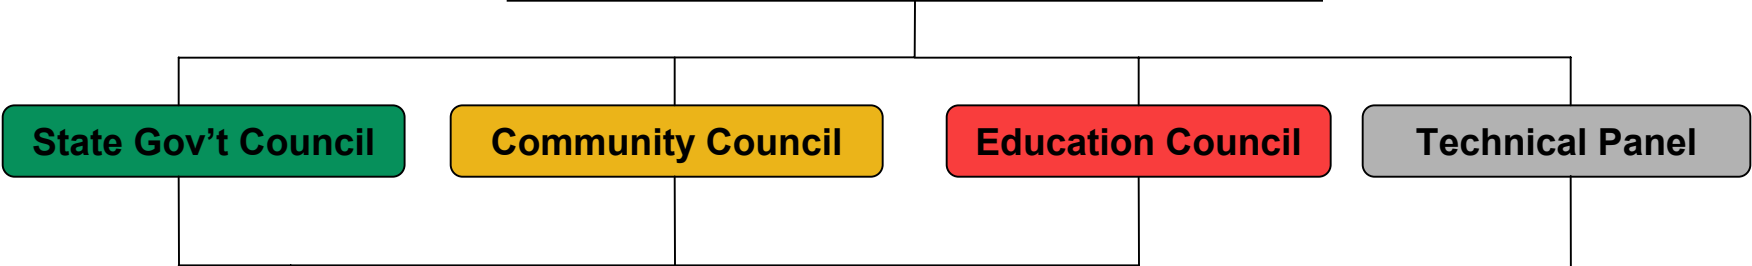 State Gov’t Council
Community Council
Education Council
Technical Panel